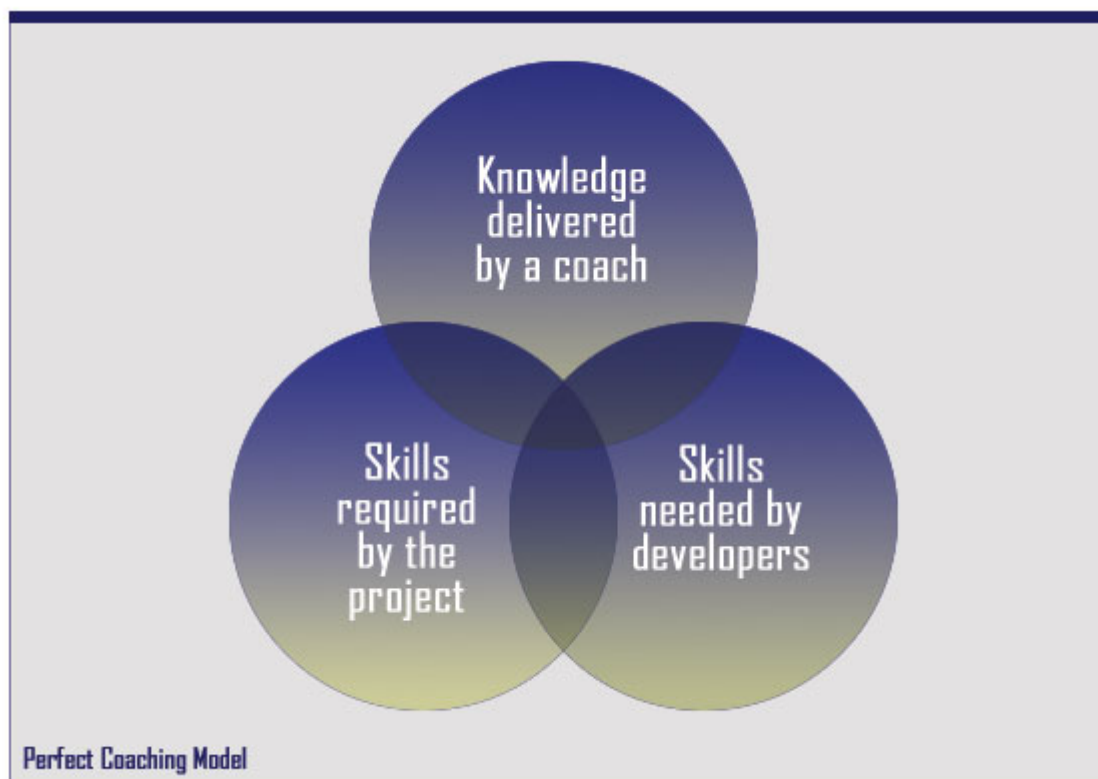 Knowledge
delivered
by a coach
Skills
required
by the
project
Skills
needed by
developers
Perfect Coaching Model